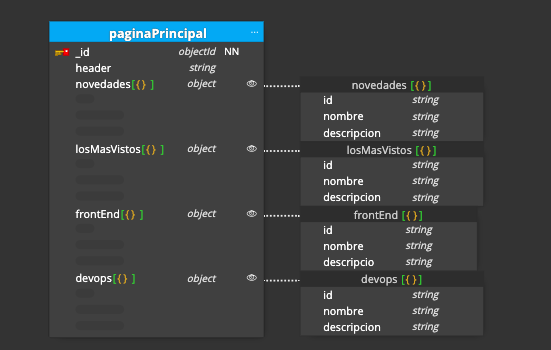 paginaPrincipal ...
_id objectId NN
header string
novedades[{}] object
losMasVistos[{}] object
frontEnd[{}] object
devops[{}] object
novedades [{}]
id string
nombre string
descripcion string
losMasVistos [{}]
id string
nombre string
descripcion string
frontEnd [{}]
id string
nombre string
descripcio string
devops [{}]
id string
nombre string
descripcion string